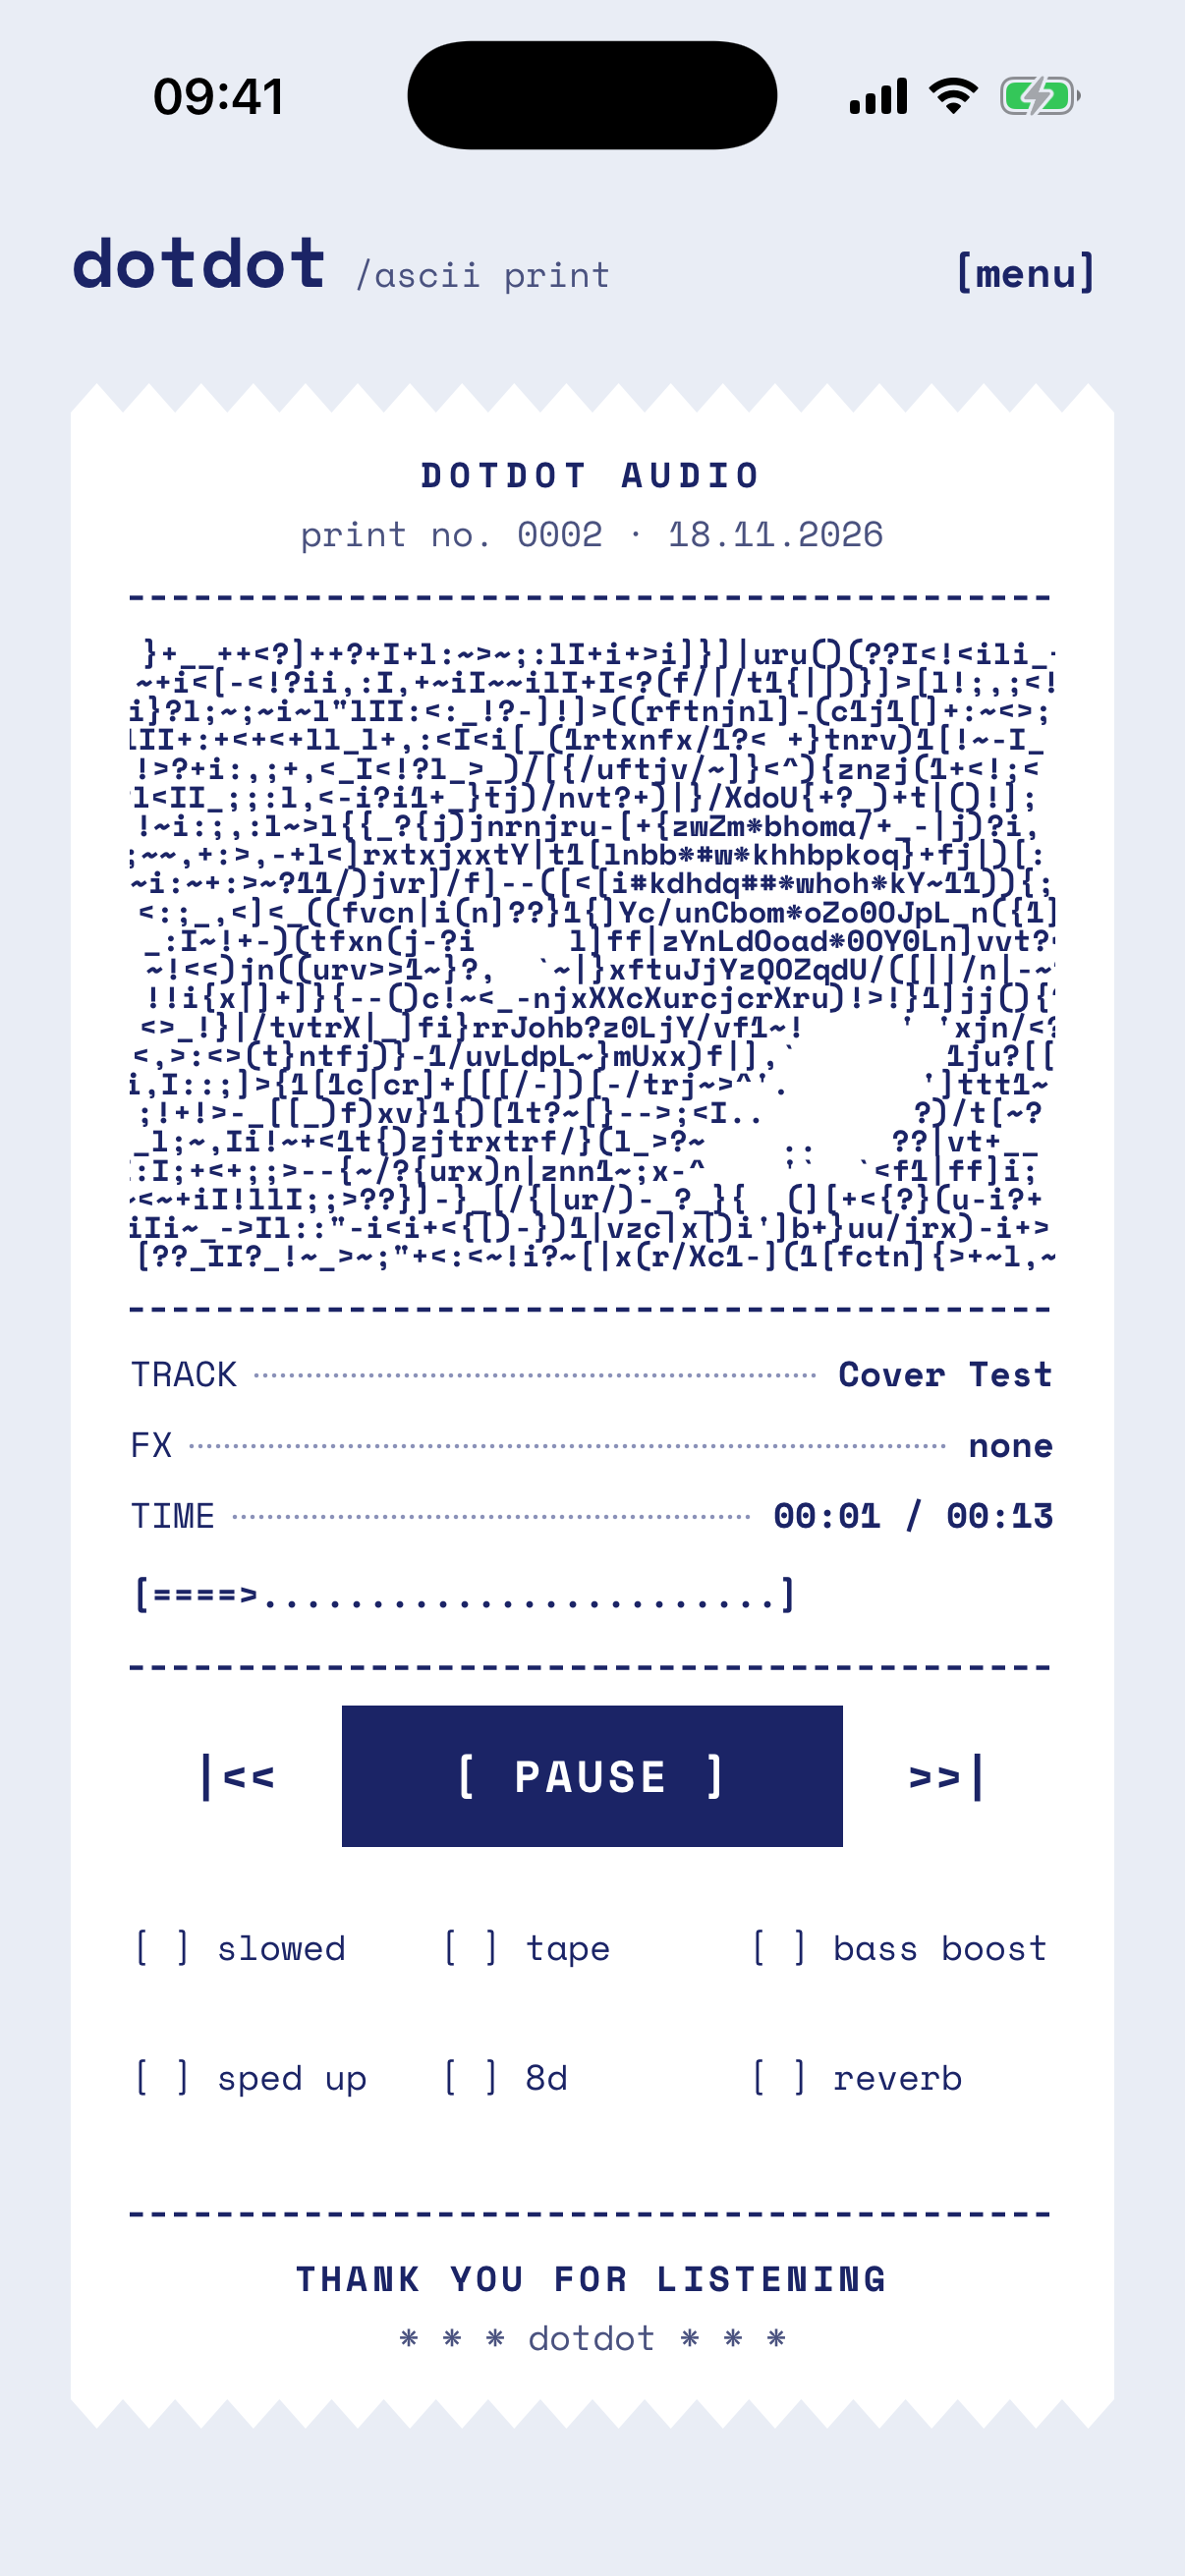 09:41
dotdot /ascii print [menu]
DOTDOT AUDIO
print no. 0002 · 18.11.2026
TRACK Cover Test
FX none
TIME 00:01 / 00:13
[====>........................]
|<< [ PAUSE ] >>|
[ ] slowed [ ] tape [ ] bass boost
[ ] sped up [ ] 8d [ ] reverb
THANK YOU FOR LISTENING
* * * dotdot * * *